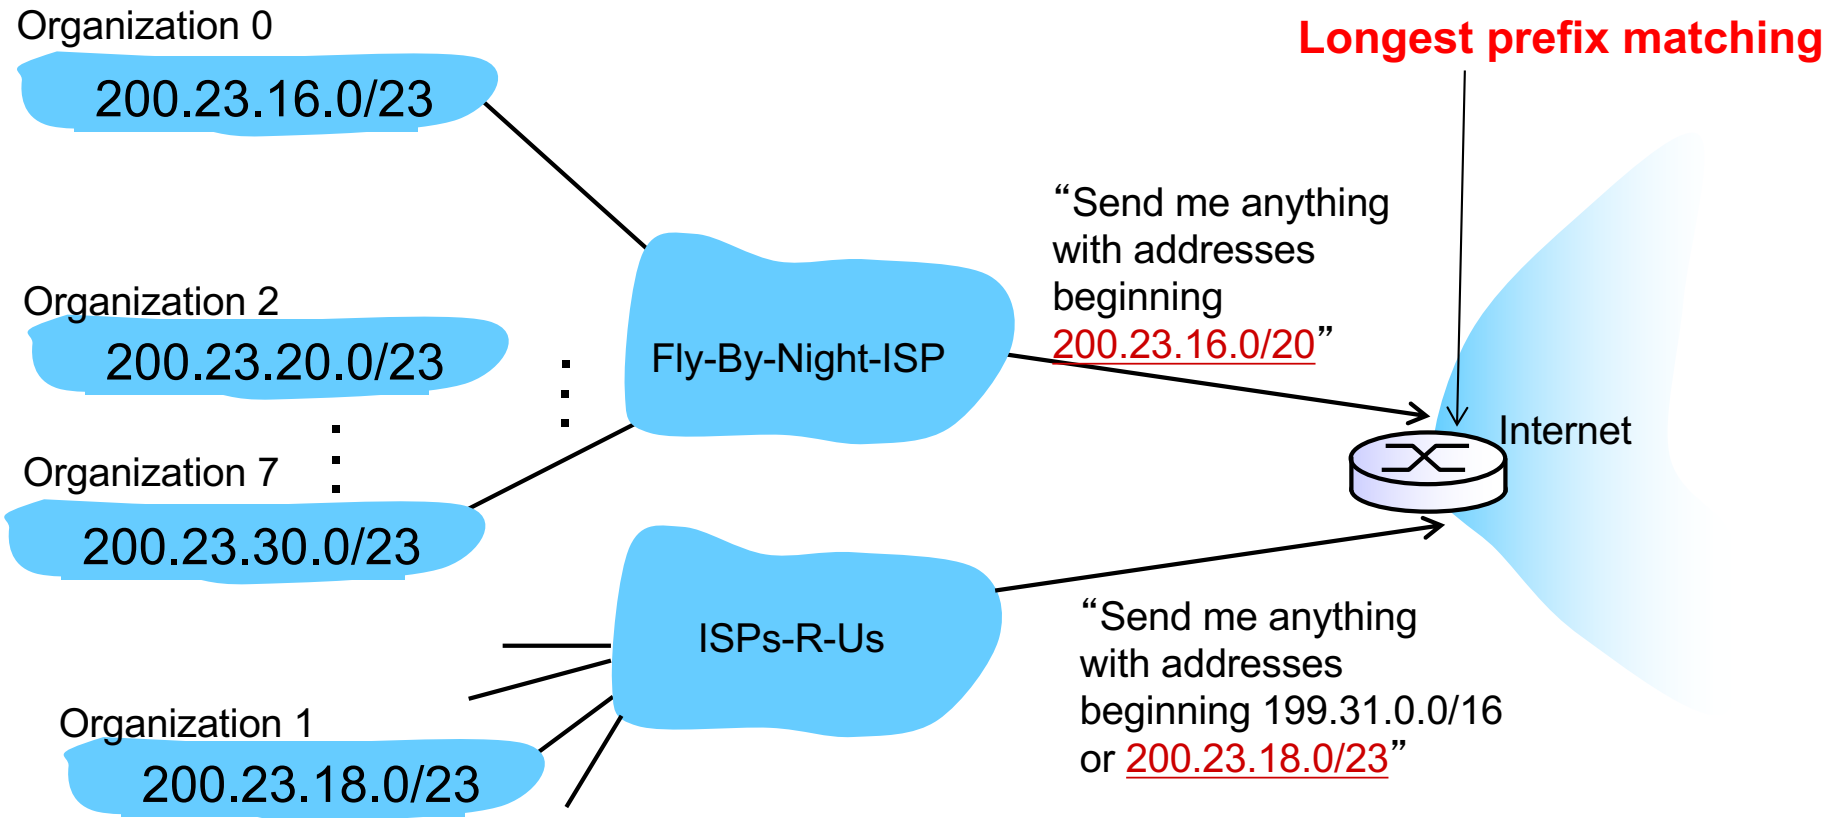 Organization 0
200.23.16.0/23
Organization 2
200.23.20.0/23
Organization 7
200.23.30.0/23
Organization 1
200.23.18.0/23
Fly-By-Night-ISP
ISPs-R-Us
“Send me anything
with addresses
beginning
200.23.16.0/20”
“Send me anything
with addresses
beginning 199.31.0.0/16
or 200.23.18.0/23”
Longest prefix matching
Internet